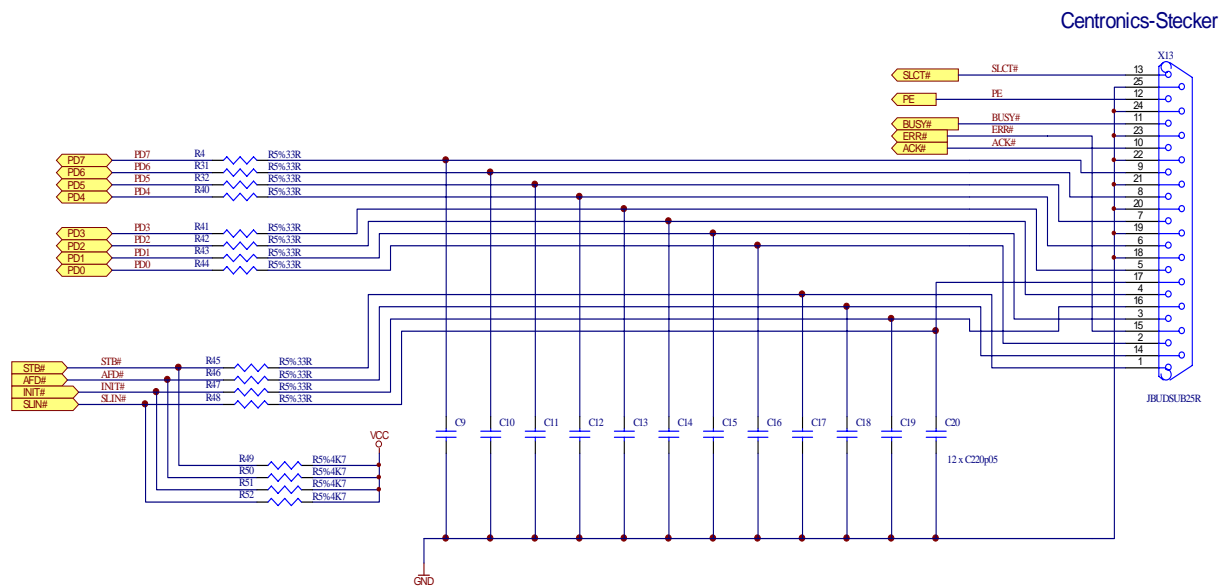 Centronics-Stecker
X13
SLCT# SLCT# 13
25
PE PE 12
24
BUSY# BUSY# 11
ERR# ERR# 23
ACK# ACK# 10
PD7 PD7 R4 R5%33R 22
PD6 PD6 R31 R5%33R 9
PD5 PD5 R32 R5%33R 21
PD4 PD4 R40 R5%33R 8
20
7
PD3 PD3 R41 R5%33R 19
PD2 PD2 R42 R5%33R 6
PD1 PD1 R43 R5%33R 18
PD0 PD0 R44 R5%33R 5
17
4
16
3
15
2
14
STB# STB# R45 R5%33R 1
AFD# AFD# R46 R5%33R
INIT# INIT# R47 R5%33R
SLIN# SLIN# R48 R5%33R
JBUDSUB25R
C9 C10 C11 C12 C13 C14 C15 C16 C17 C18 C19 C20
VCC
12 x C220p05
R49 R5%4K7
R50 R5%4K7
R51 R5%4K7
R52 R5%4K7
GND